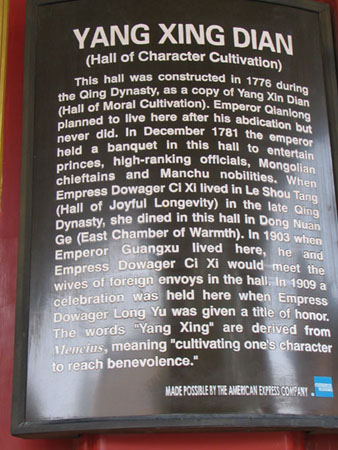 YANG XING DIAN
(Hall of Character Cultivation)
This hall was constructed in 1776 during
the Qing Dynasty, as a copy of Yang Xin Dian
(Hall of Moral Cultivation). Emperor Qianlong
planned to live here after his abdication but
never did. In December 1781 the emperor
held a banquet in this hall to entertain
princes, high-ranking officials, Mongolian
chieftains and Manchu nobilities. When
Empress Dowager Ci Xi lived in Le Shou Tang
(Hall of Joyful Longevity) in the late Qing
Dynasty, she dined in this hall in Dong Nuan
Ge (East Chamber of Warmth). In 1903 when
Emperor Guangxu lived here, he and
Empress Dowager Ci Xi would meet the
wives of foreign envoys in the hall. In 1909 a
celebration was held here when Empress
Dowager Long Yu was given a title of honor.
The words "Yang Xing" are derived from
Mencius, meaning "cultivating one's character
to reach benevolence."
MADE POSSIBLE BY THE AMERICAN EXPRESS COMPANY